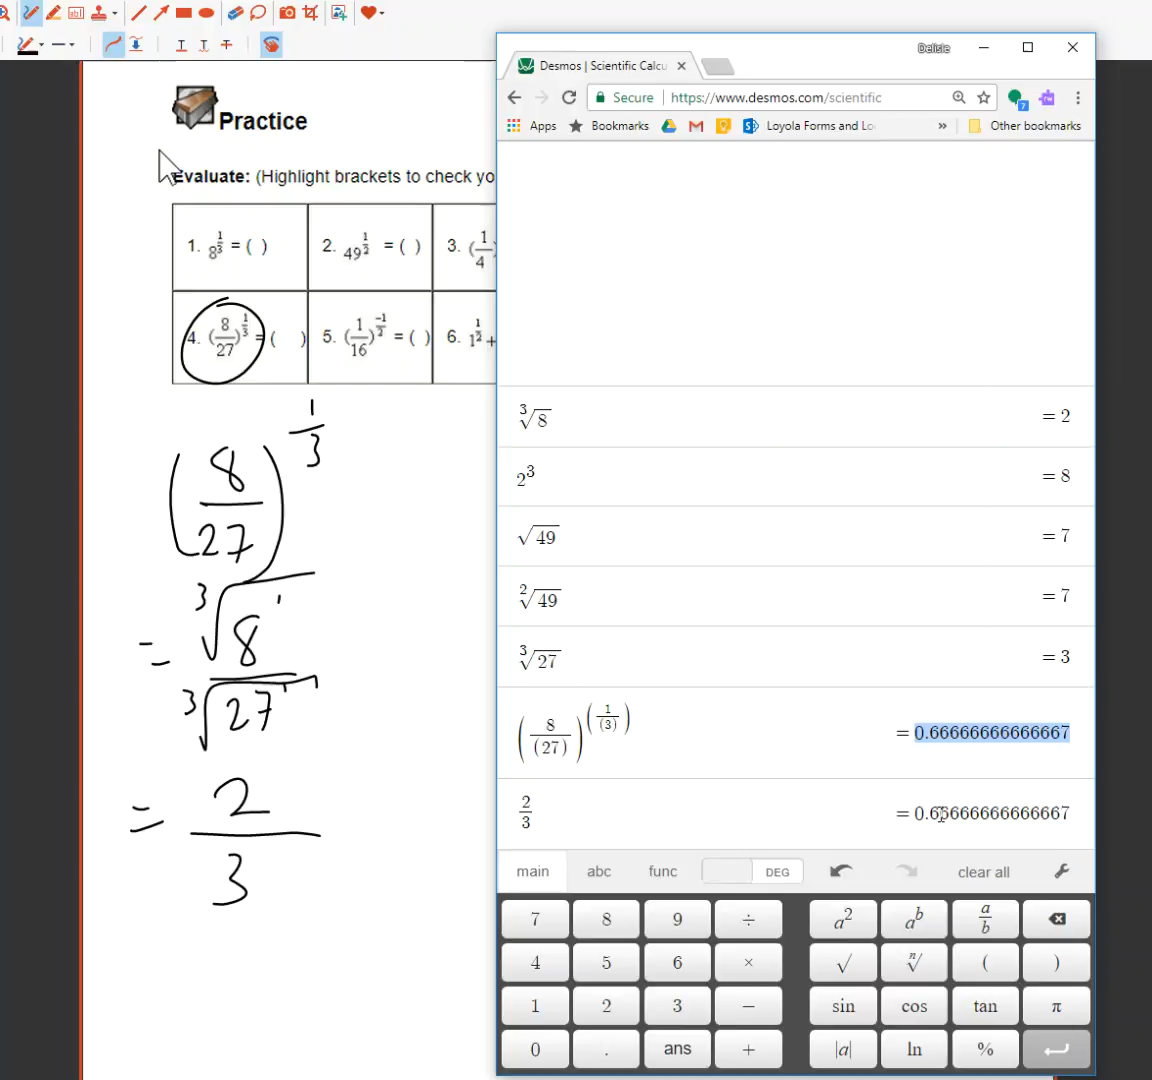 Delisle
Desmos | Scientific Calcu
Secure | https://www.desmos.com/scientific
Apps Bookmarks Loyola Forms and Lo » Other bookmarks
Practice
Evaluate: (Highlight brackets to check yo
1. 8^(1/3) = ( ) 2. 49^(1/2) = ( ) 3. (1/4)
4. (8/27)^(1/3) = ( ) 5. (1/16)^(-1/2) = ( ) 6. 1^(1/2) +
(8/27)^(1/3)
= ∛8^1 / ∛27^1
= 2/3
∛8 = 2
2^3 = 8
√49 = 7
²√49 = 7
∛27 = 3
(8/(27))^(1/(3)) = 0.66666666666667
2/3 = 0.66666666666667
main abc func DEG clear all
7 8 9 ÷ a² a^b a/b
4 5 6 × √ ⁿ√ ( )
1 2 3 − sin cos tan π
0 . ans + |a| ln %